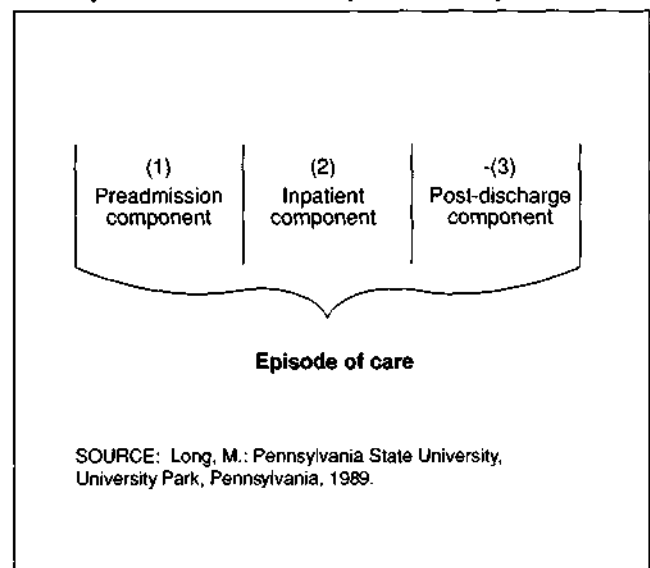 (1)
Preadmission
component
(2)
Inpatient
component
-(3)
Post-discharge
component
Episode of care
SOURCE: Long, M.: Pennsylvania State University,
University Park, Pennsylvania, 1989.